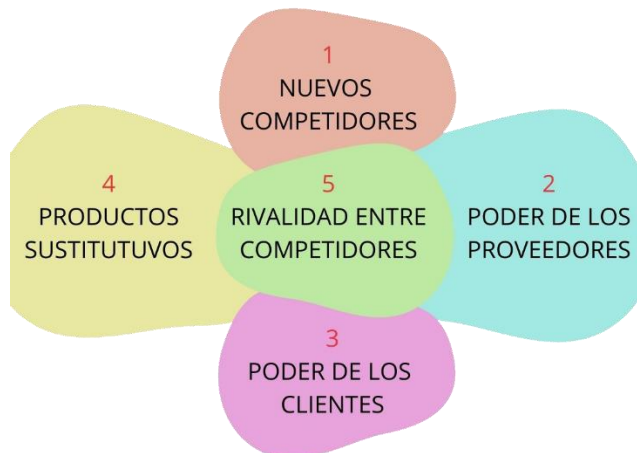 1
NUEVOS
COMPETIDORES
4
PRODUCTOS
SUSTITUTUVOS
5
RIVALIDAD ENTRE
COMPETIDORES
2
PODER DE LOS
PROVEEDORES
3
PODER DE LOS
CLIENTES